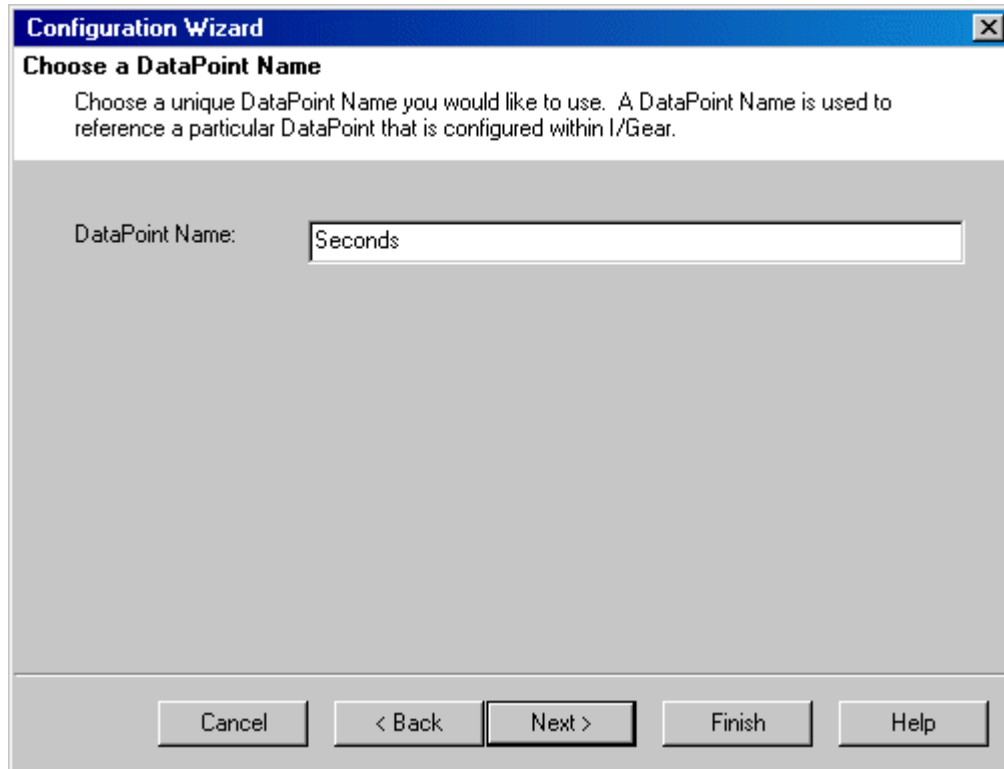 Configuration Wizard
Choose a DataPoint Name
Choose a unique DataPoint Name you would like to use.  A DataPoint Name is used to
reference a particular DataPoint that is configured within I/Gear.
DataPoint Name:
Seconds
Cancel
< Back
Next >
Finish
Help